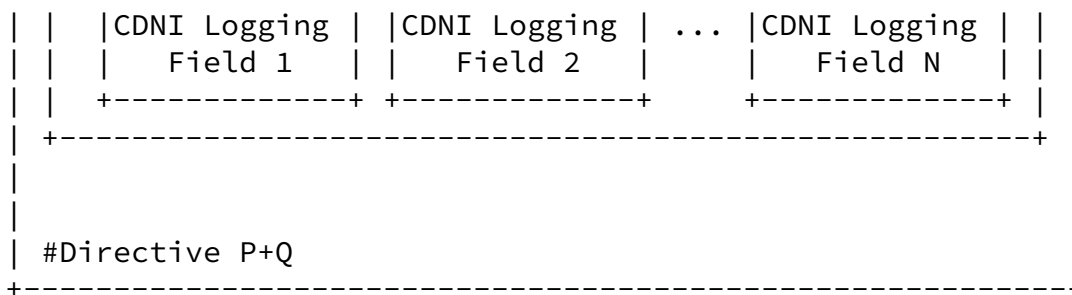 | | |CDNI Logging | |CDNI Logging | ... |CDNI Logging | |
| | | Field 1 | | Field 2 | | Field N | |
| | +-------------+ +-------------+ +-------------+ |
| +------------------------------------------------------+
|
|
| #Directive P+Q
+-----------------------------------------------------------